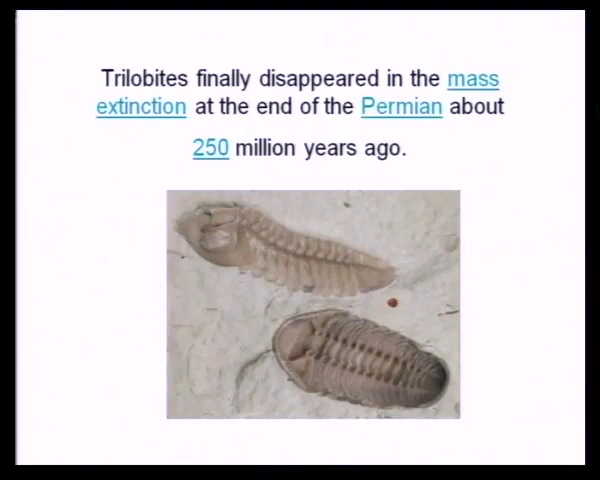 Trilobites finally disappeared in the mass
extinction at the end of the Permian about
250 million years ago.